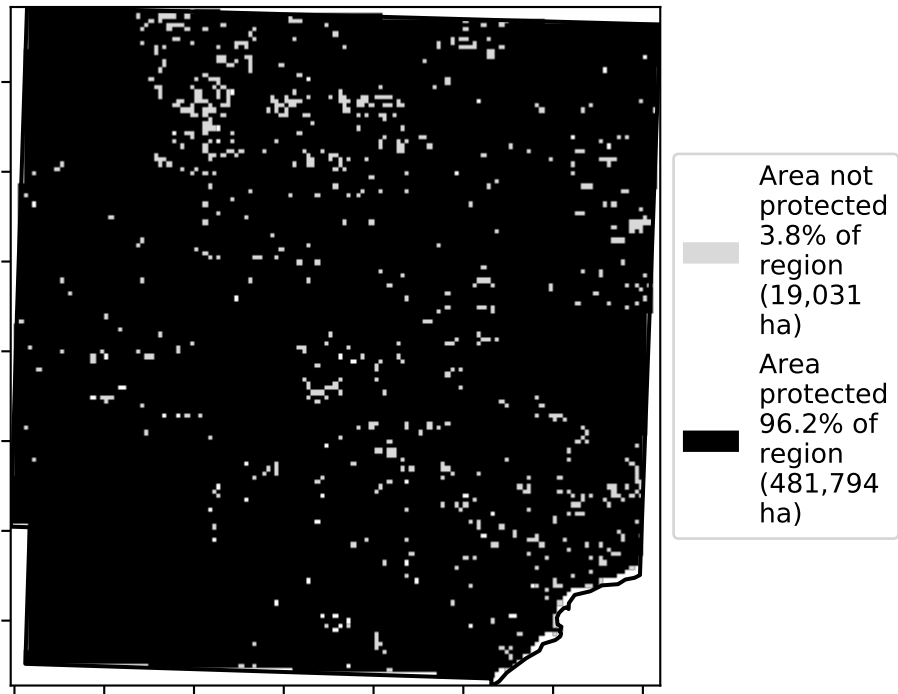 Area not
protected
3.8% of
region
(19,031
ha)
Area
protected
96.2% of
region
(481,794
ha)